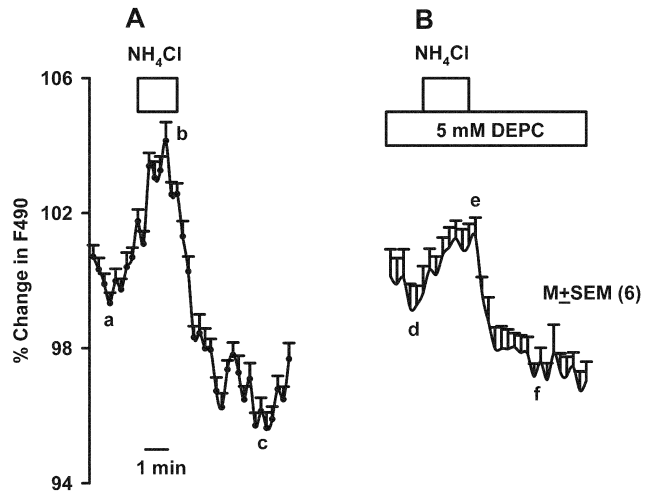 A
B
NH4Cl
NH4Cl
5 mM DEPC
106
102
98
94
% Change in F490
a
b
c
d
e
f
M±SEM (6)
1 min